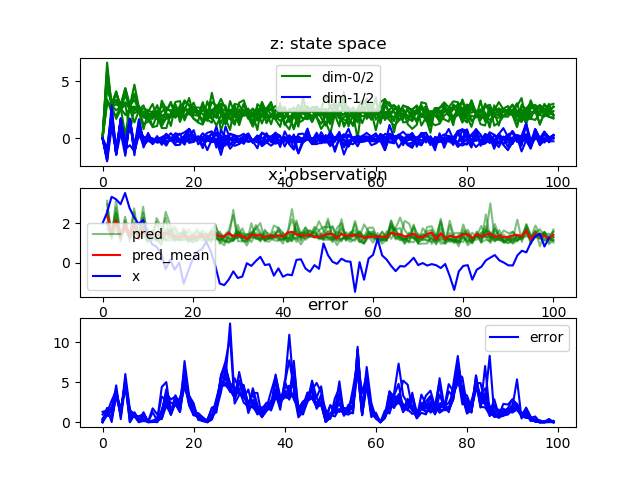 z: state space
5
0
dim-0/2
dim-1/2
0 20 40 60 80 100
x: observation
2
0
pred
pred_mean
x
0 20 40 60 80 100
error
10
5
0
error
0 20 40 60 80 100